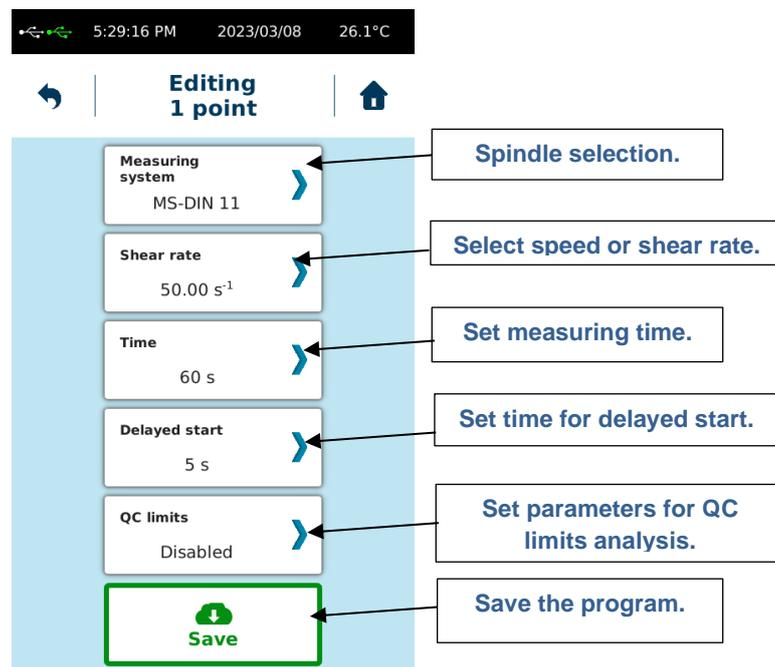 5:29:16 PM 2023/03/08 26.1°C
Editing
1 point
Measuring
system
MS-DIN 11
Spindle selection.
Shear rate
50.00 s⁻¹
Select speed or shear rate.
Time
60 s
Set measuring time.
Delayed start
5 s
Set time for delayed start.
QC limits
Disabled
Set parameters for QC
limits analysis.
Save
Save the program.